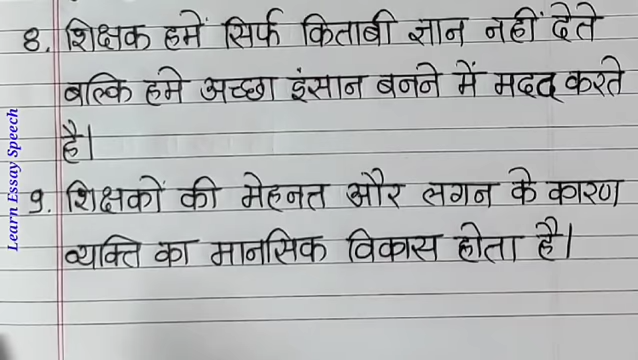 8. शिक्षक हमें सिर्फ किताबी ज्ञान नहीं देते
बल्कि हमे अच्छा इंसान बनने में मदद करते
है।
9. शिक्षकों की मेहनत और लगन के कारण
व्यक्ति का मानसिक विकास होता है।
Learn Essay Speech